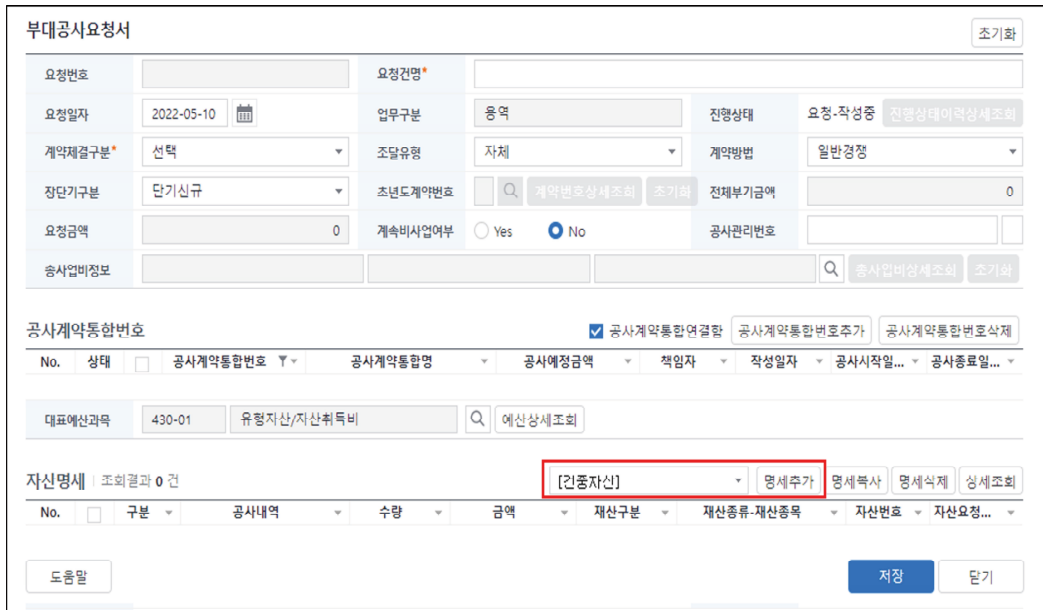 부대공사요청서 초기화
요청번호 요청건명*
요청일자 2022-05-10 업무구분 용역 진행상태 요청-작성중 진행상태이력상세조회
계약체결구분* 선택 조달유형 자체 계약방법 일반경쟁
장단기구분 단기신규 초년도계약번호 계약번호상세조회 초기화 전체부기금액 0
요청금액 0 계속비사업여부 Yes No 공사관리번호
총사업비정보 총사업비상세조회 초기화
공사계약통합번호 공사계약통합연결함 공사계약통합번호추가 공사계약통합번호삭제
No. 상태 공사계약통합번호 공사계약통합명 공사예정금액 책임자 작성일자 공사시작일... 공사종료일...
대표예산과목 430-01 유형자산/자산취득비 예산상세조회
자산명세 조회결과 0 건 [긴중자산] 명세추가 명세복사 명세삭제 상세조회
No. 구분 공사내역 수량 금액 재산구분 재산종류-재산종목 자산번호 자산요청...
도움말 저장 닫기